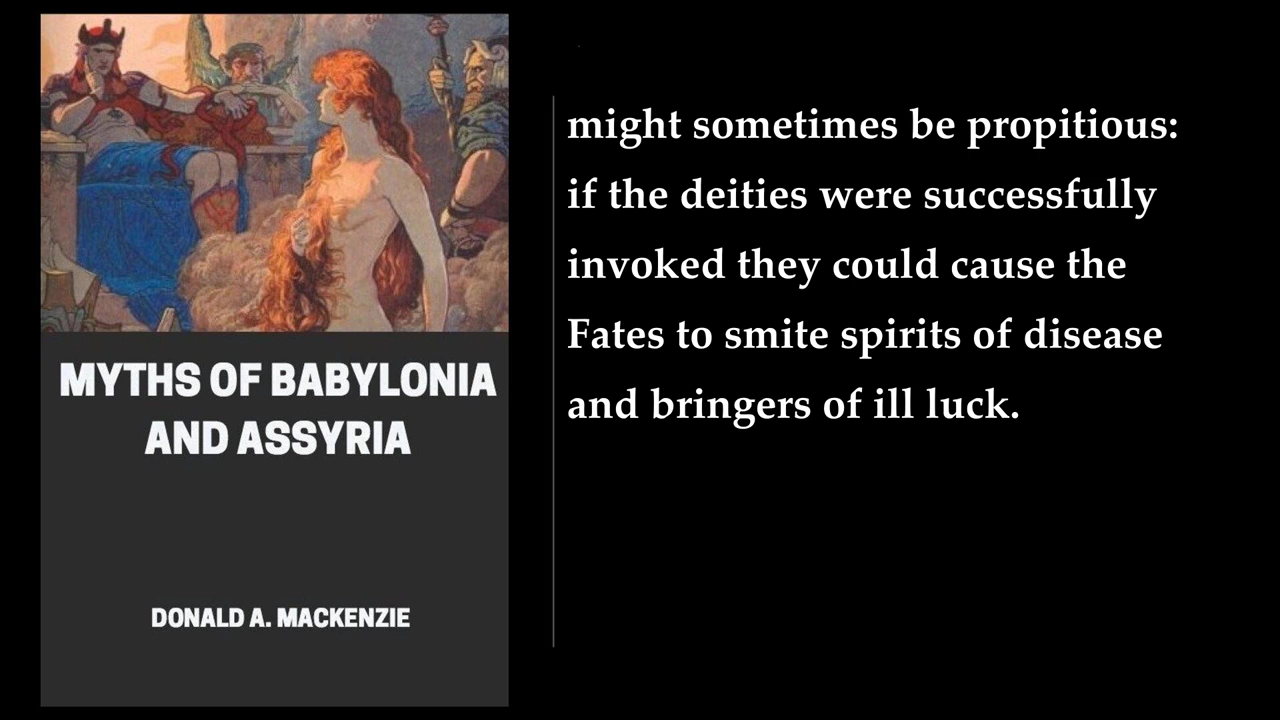 MYTHS OF BABYLONIA
AND ASSYRIA
DONALD A. MACKENZIE
might sometimes be propitious:
if the deities were successfully
invoked they could cause the
Fates to smite spirits of disease
and bringers of ill luck.